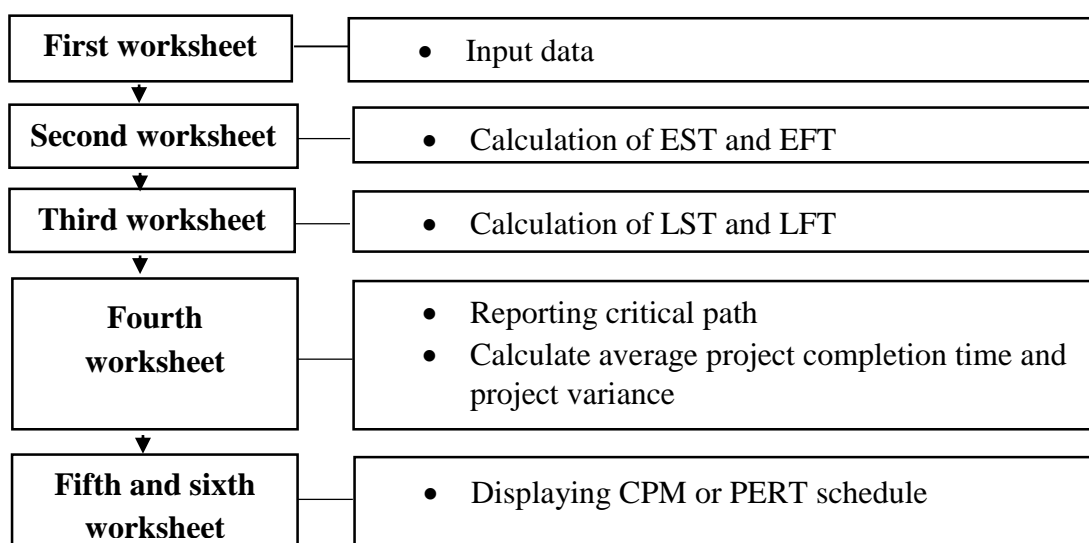 First worksheet
• Input data
Second worksheet
• Calculation of EST and EFT
Third worksheet
• Calculation of LST and LFT
Fourth
worksheet
• Reporting critical path
• Calculate average project completion time and
project variance
Fifth and sixth
worksheet
• Displaying CPM or PERT schedule